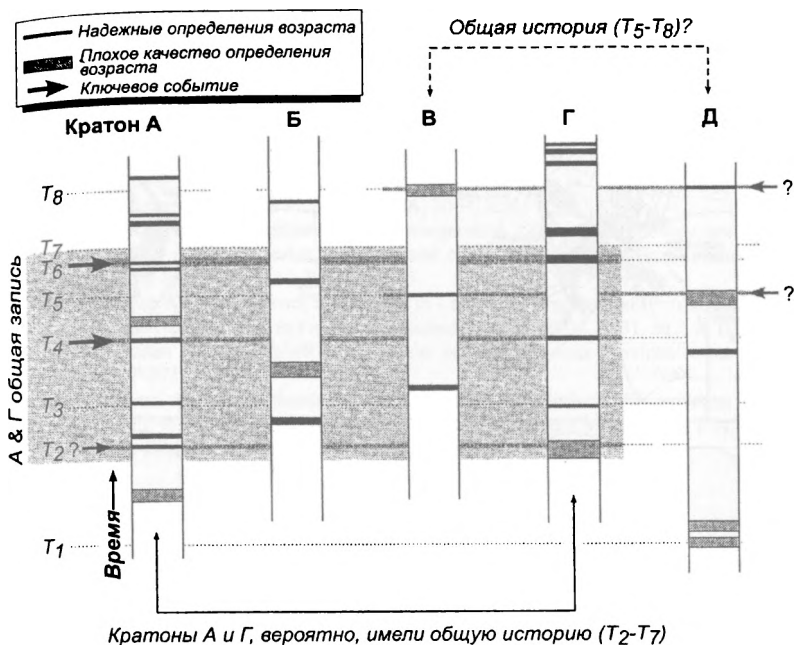 Надежные определения возраста
Плохое качество определения
возраста
Ключевое событие
Общая история (T5-T8)?
Кратон А
Б
В
Г
Д
T8
?
T7
T6
T5
?
T4
T3
T2 ?
T1
А & Г общая запись
Время
Кратоны А и Г, вероятно, имели общую историю (T2-T7)